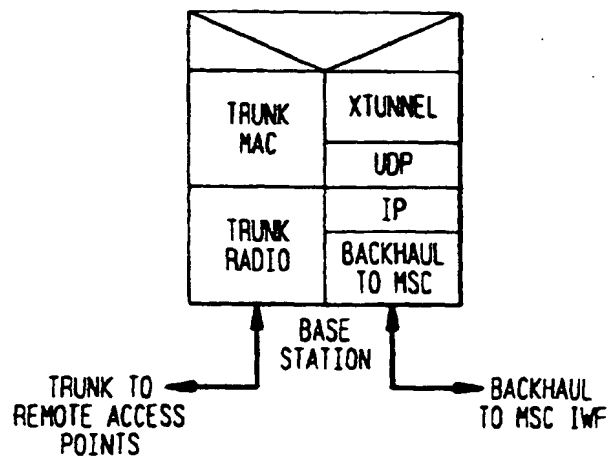 TRUNK
MAC
XTUNNEL
UDP
IP
TRUNK
RADIO
BACKHAUL
TO MSC
BASE
STATION
TRUNK TO
REMOTE ACCESS
POINTS
BACKHAUL
TO MSC IWF